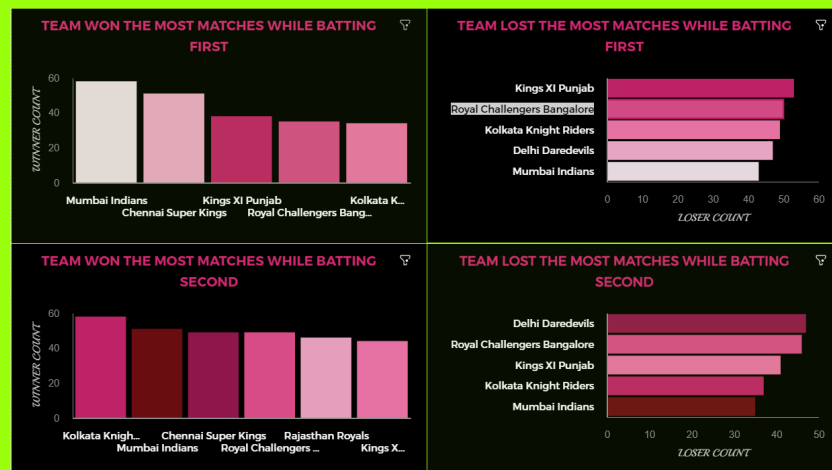 TEAM WON THE MOST MATCHES WHILE BATTING
FIRST
WINNER COUNT
60
40
20
0
Mumbai Indians
Chennai Super Kings
Kings XI Punjab
Royal Challengers Bang...
Kolkata K...
TEAM LOST THE MOST MATCHES WHILE BATTING
FIRST
Kings XI Punjab
Royal Challengers Bangalore
Kolkata Knight Riders
Delhi Daredevils
Mumbai Indians
0 10 20 30 40 50 60
LOSER COUNT
TEAM WON THE MOST MATCHES WHILE BATTING
SECOND
WINNER COUNT
60
40
20
0
Kolkata Knigh...
Mumbai Indians
Chennai Super Kings
Royal Challengers ...
Rajasthan Royals
Kings X...
TEAM LOST THE MOST MATCHES WHILE BATTING
SECOND
Delhi Daredevils
Royal Challengers Bangalore
Kings XI Punjab
Kolkata Knight Riders
Mumbai Indians
0 10 20 30 40 50
LOSER COUNT